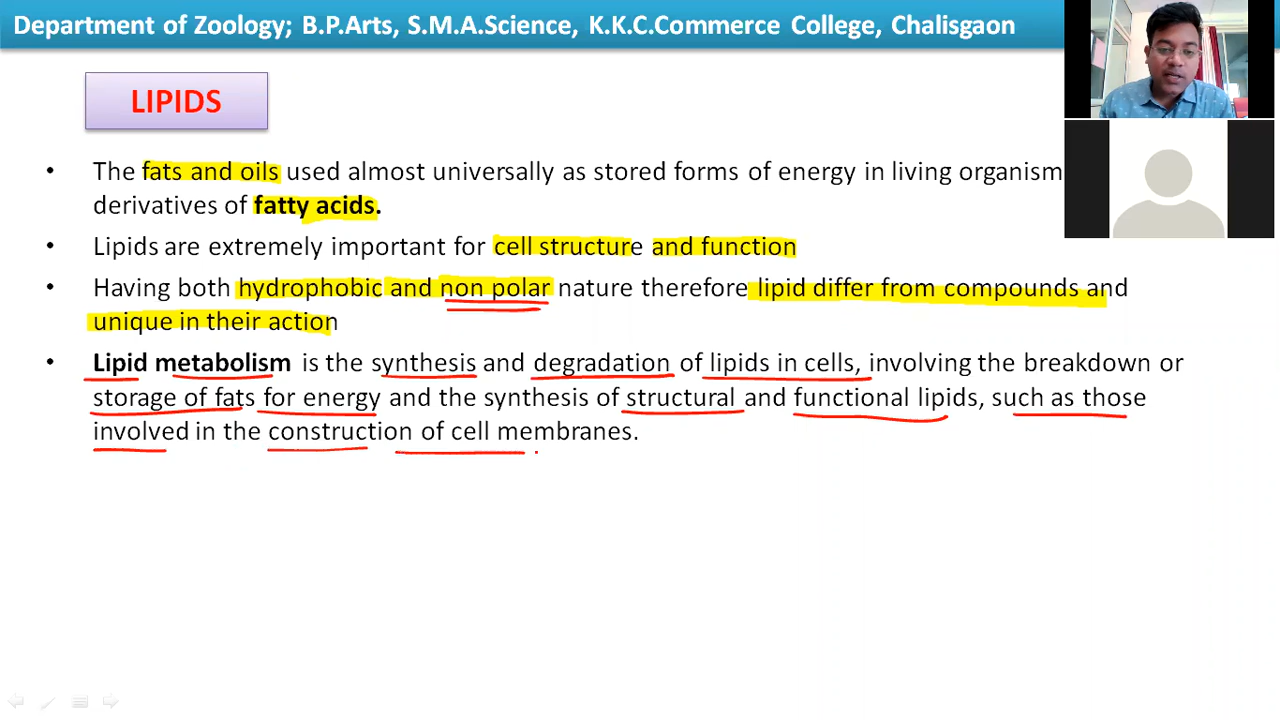 Department of Zoology; B.P.Arts, S.M.A.Science, K.K.C.Commerce College, Chalisgaon
LIPIDS
• The fats and oils used almost universally as stored forms of energy in living organism
derivatives of fatty acids.
• Lipids are extremely important for cell structure and function
• Having both hydrophobic and non polar nature therefore lipid differ from compounds and
unique in their action
• Lipid metabolism is the synthesis and degradation of lipids in cells, involving the breakdown or
storage of fats for energy and the synthesis of structural and functional lipids, such as those
involved in the construction of cell membranes.